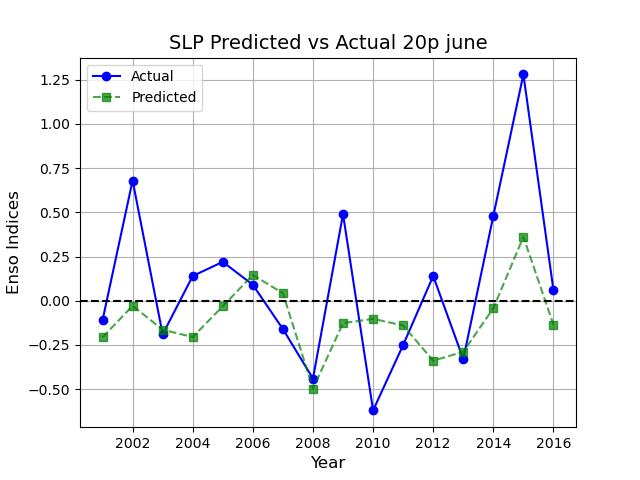 SLP Predicted vs Actual 20p june
Actual
Predicted
1.25
1.00
0.75
0.50
0.25
0.00
−0.25
−0.50
Enso Indices
2002 2004 2006 2008 2010 2012 2014 2016
Year